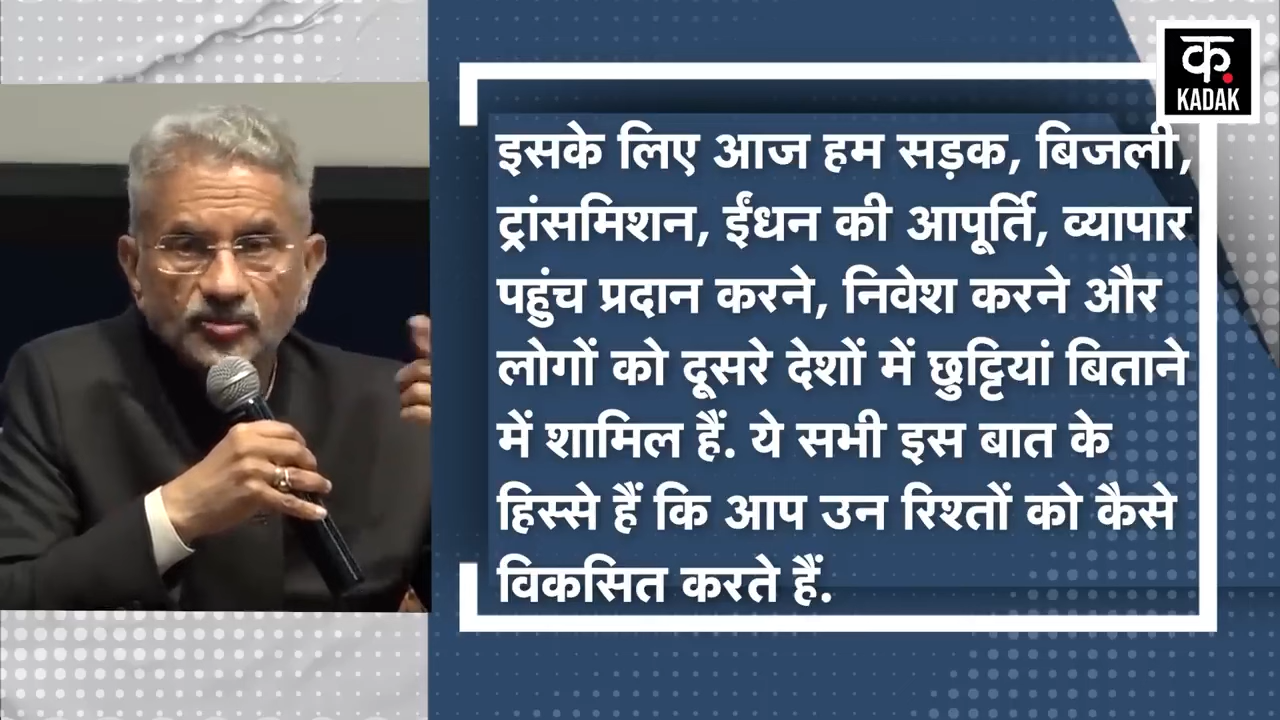 क.
KADAK
इसके लिए आज हम सड़क, बिजली,
ट्रांसमिशन, ईंधन की आपूर्ति, व्यापार
पहुंच प्रदान करने, निवेश करने और
लोगों को दूसरे देशों में छुट्टियां बिताने
में शामिल हैं. ये सभी इस बात के
हिस्से हैं कि आप उन रिश्तों को कैसे
विकसित करते हैं.